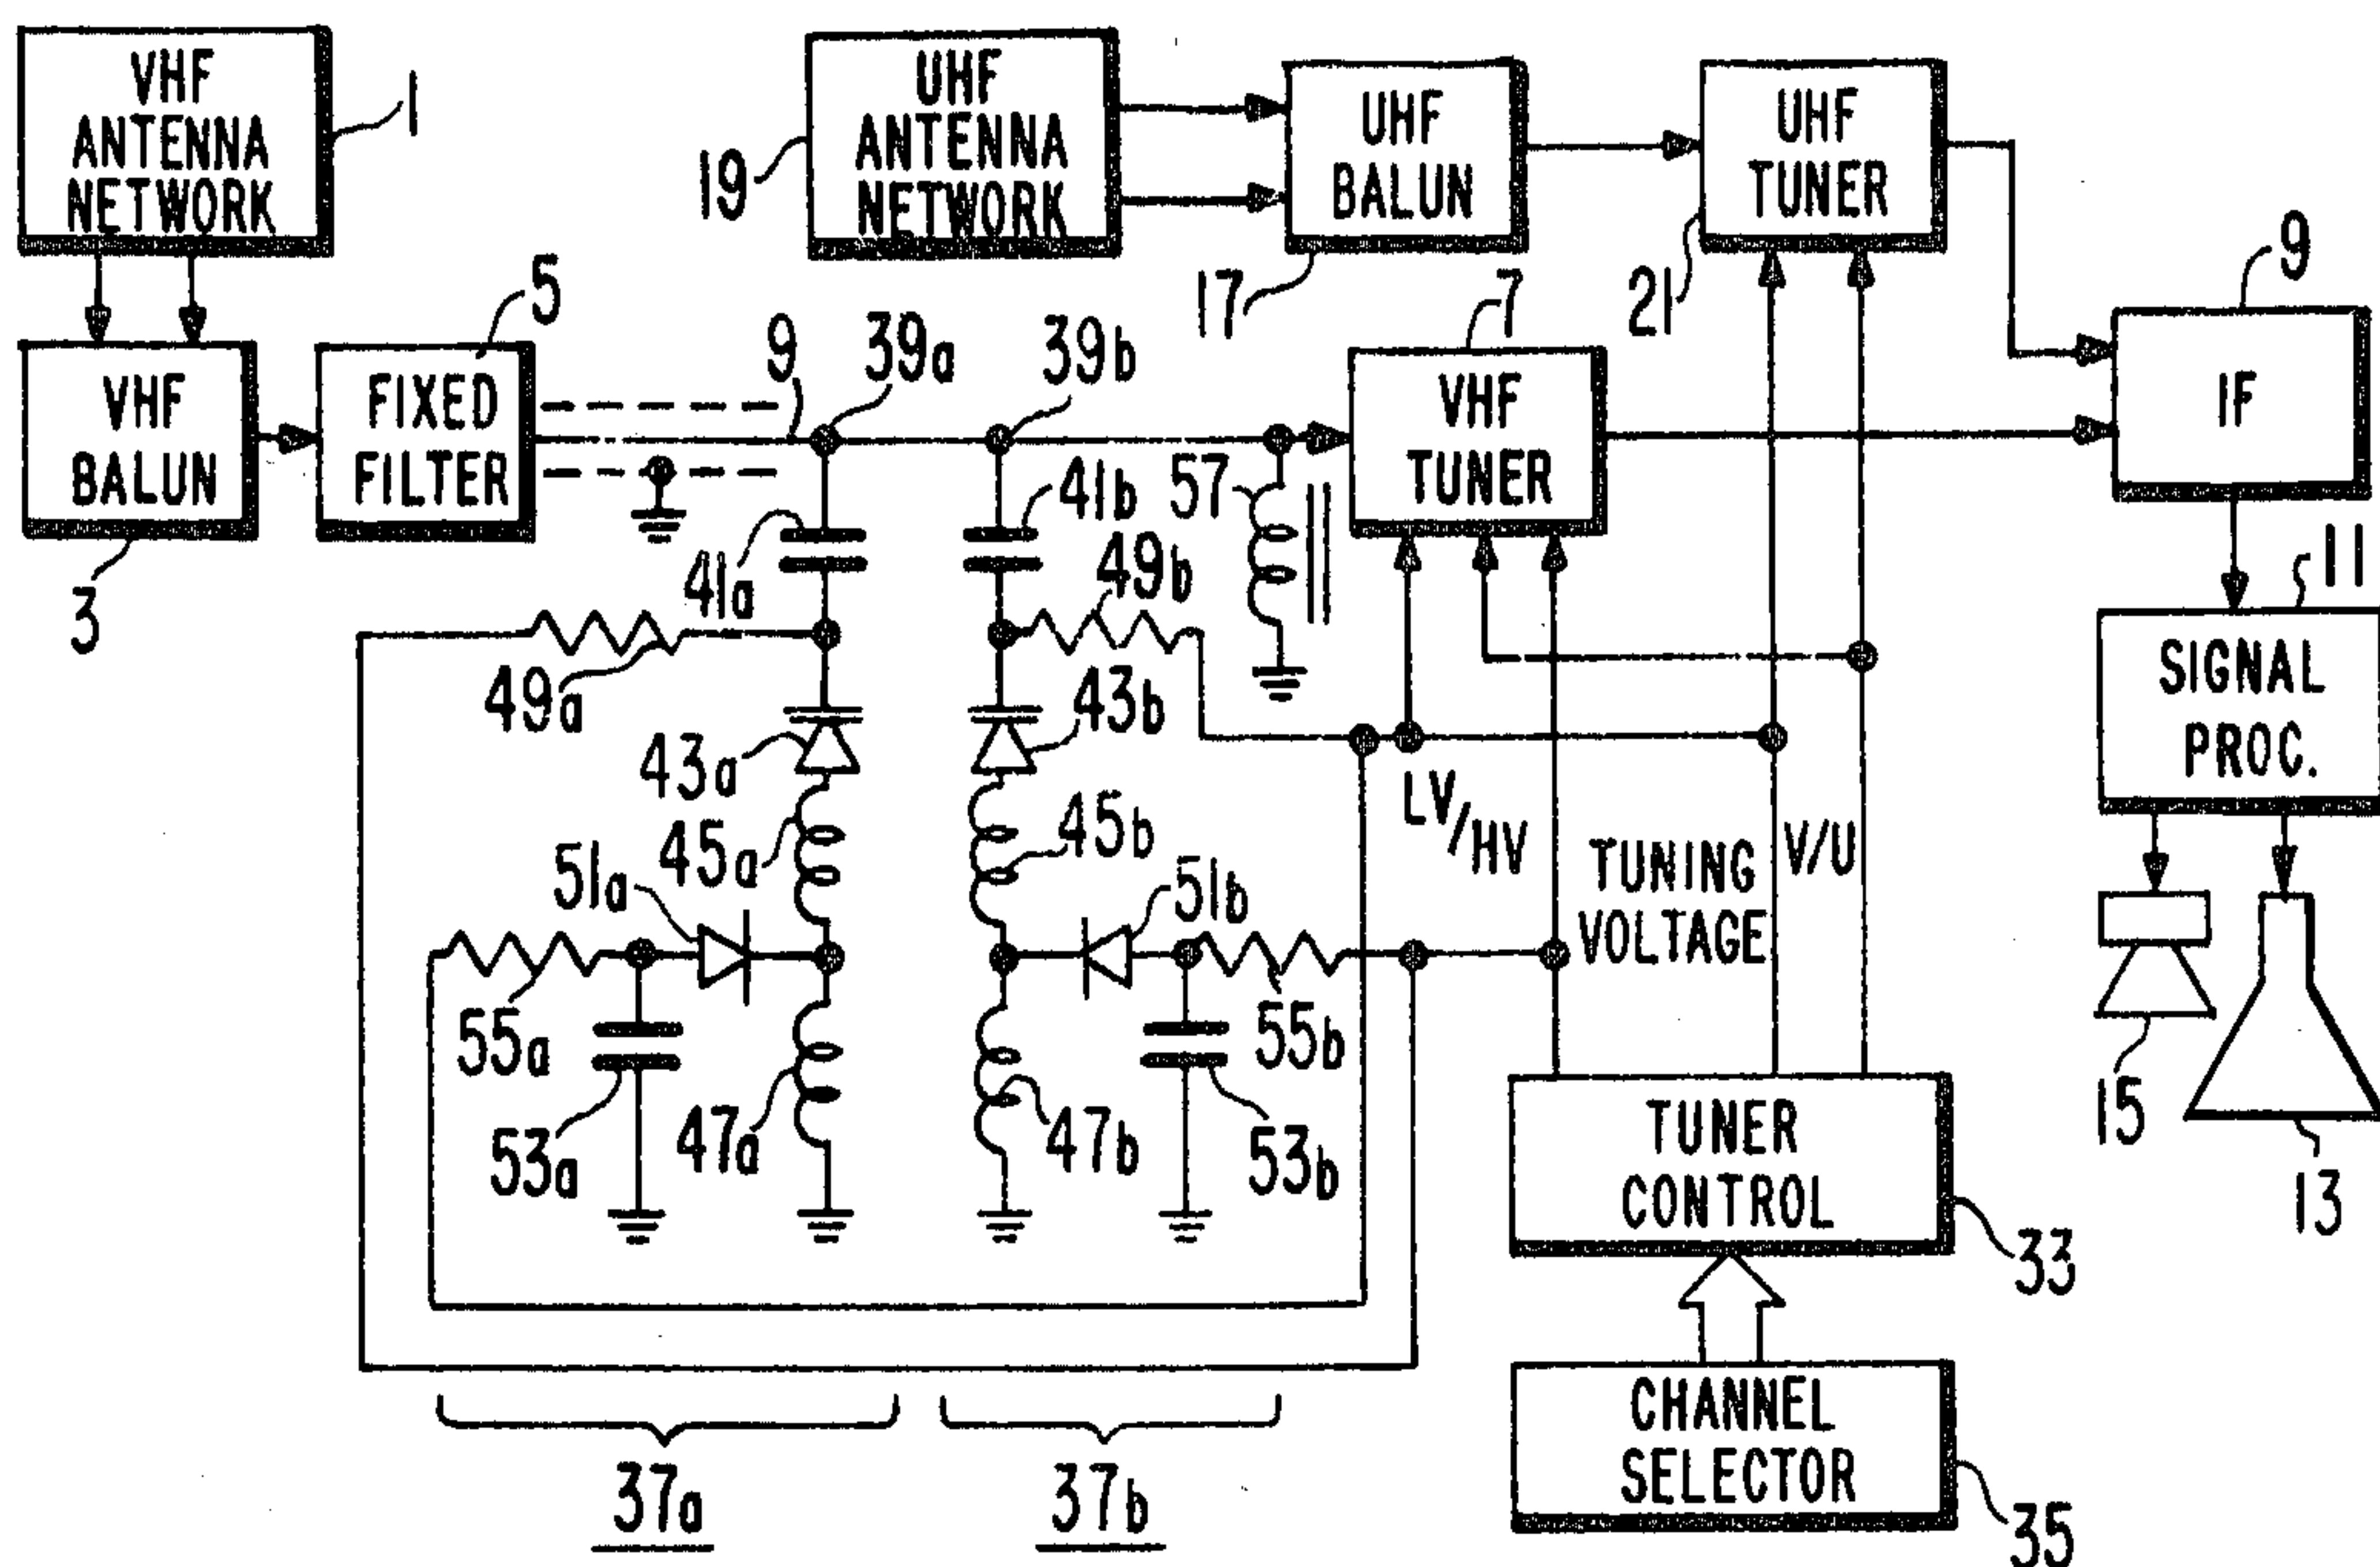 VHF
ANTENNA
NETWORK
1
19
UHF
ANTENNA
NETWORK
UHF
BALUN
17
UHF
TUNER
21
9
VHF
BALUN
3
5
FIXED
FILTER
9
39a
39b
7
VHF
TUNER
IF
41a
41b
57
49a
49b
11
SIGNAL
PROC.
43a
43b
45a
45b
LV/HV
TUNING
VOLTAGE
V/U
51a
51b
55a
55b
53a
47a
47b
53b
15
13
TUNER
CONTROL
33
CHANNEL
SELECTOR
35
37a
37b